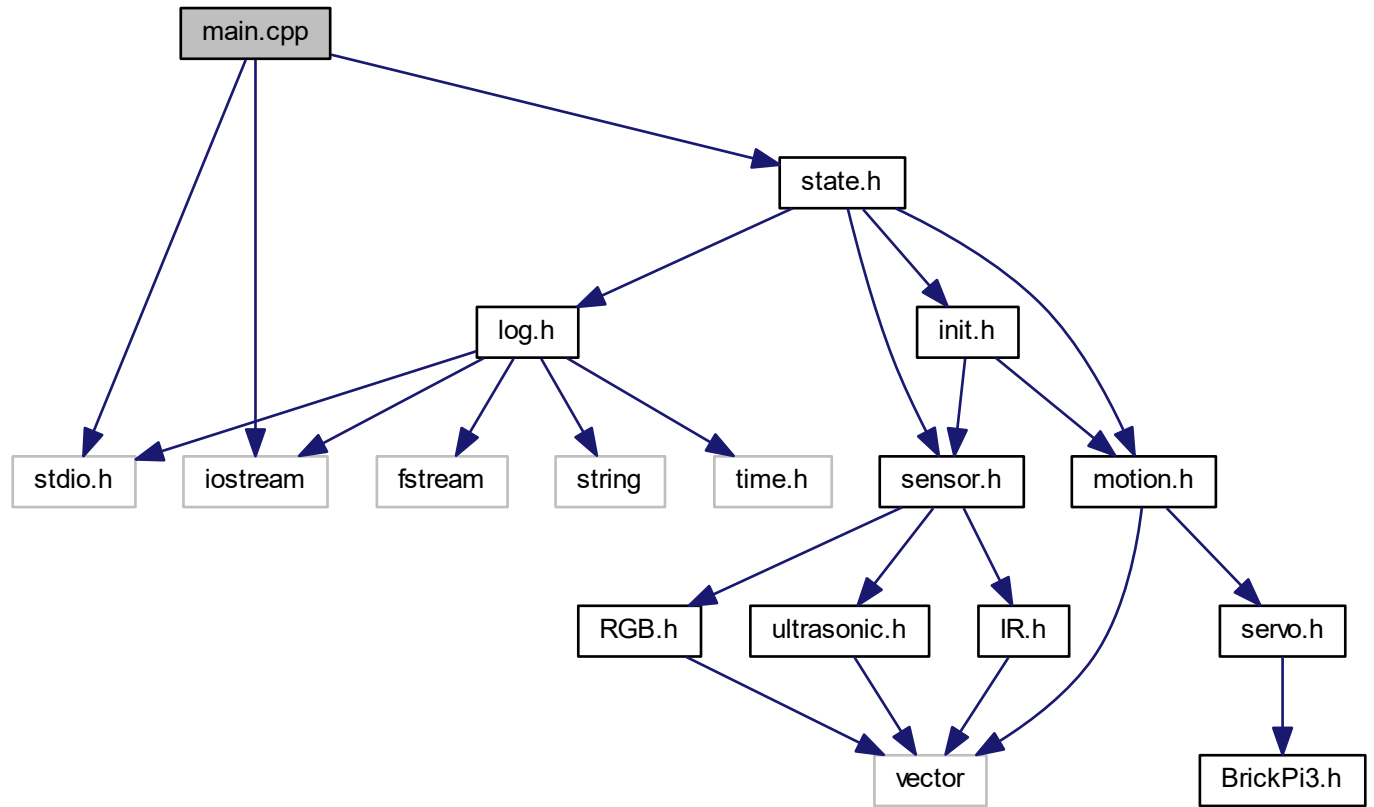 main.cpp
state.h
log.h
init.h
stdio.h
iostream
fstream
string
time.h
sensor.h
motion.h
RGB.h
ultrasonic.h
IR.h
servo.h
vector
BrickPi3.h